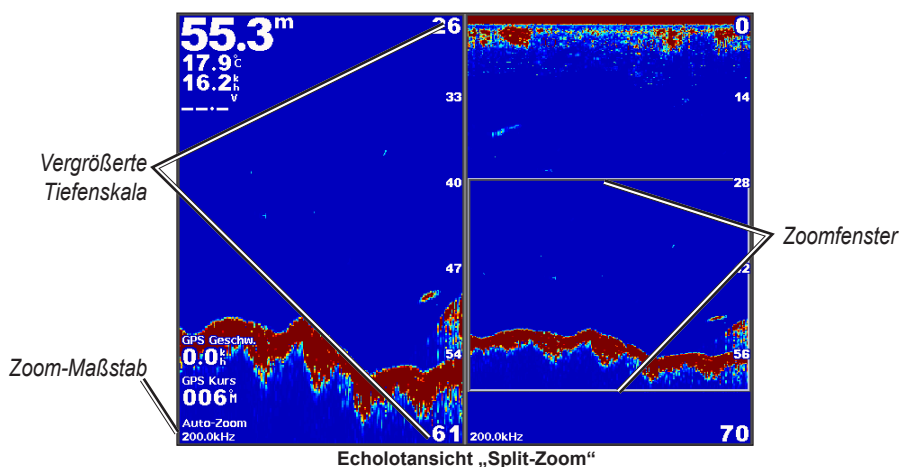 55.3m
17.9°C
16.2kh
V
--.-
26
33
40
47
54
61
GPS Geschw.
0.0kh
GPS Kurs
006°M
Auto-Zoom
200.0kHz
0
14
28
56
70
200.0kHz
Vergrößerte
Tiefenskala
Zoom-Maßstab
Zoomfenster
Echolotansicht „Split-Zoom“